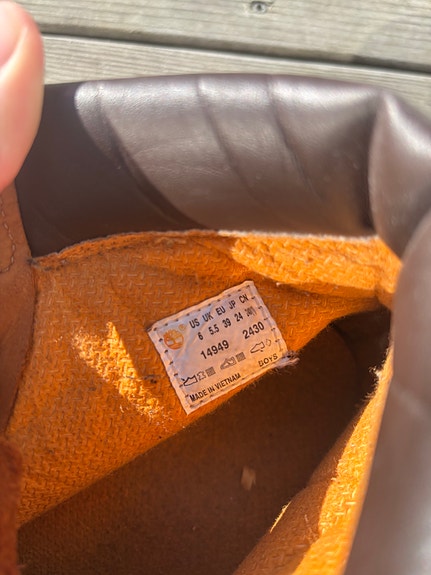 US UK EU JP CN
6 5.5 39 24
14949 2430
BOYS
MADE IN VIETNAM